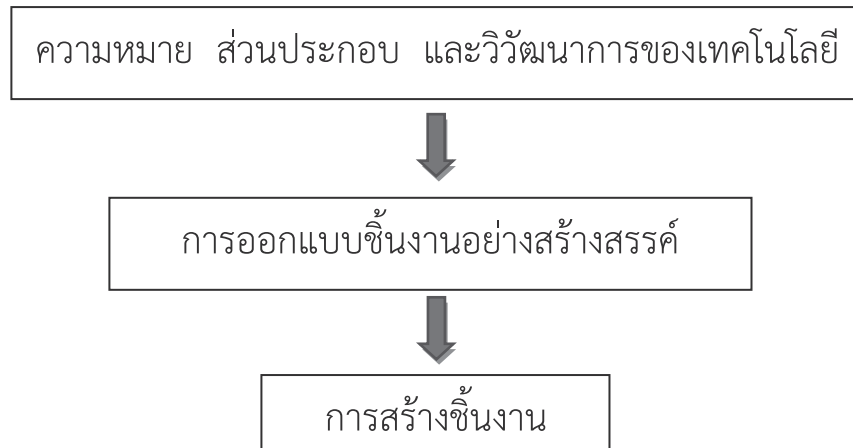 ความหมาย ส่วนประกอบ และวิวัฒนาการของเทคโนโลยี
การออกแบบชิ้นงานอย่างสร้างสรรค์
การสร้างชิ้นงาน